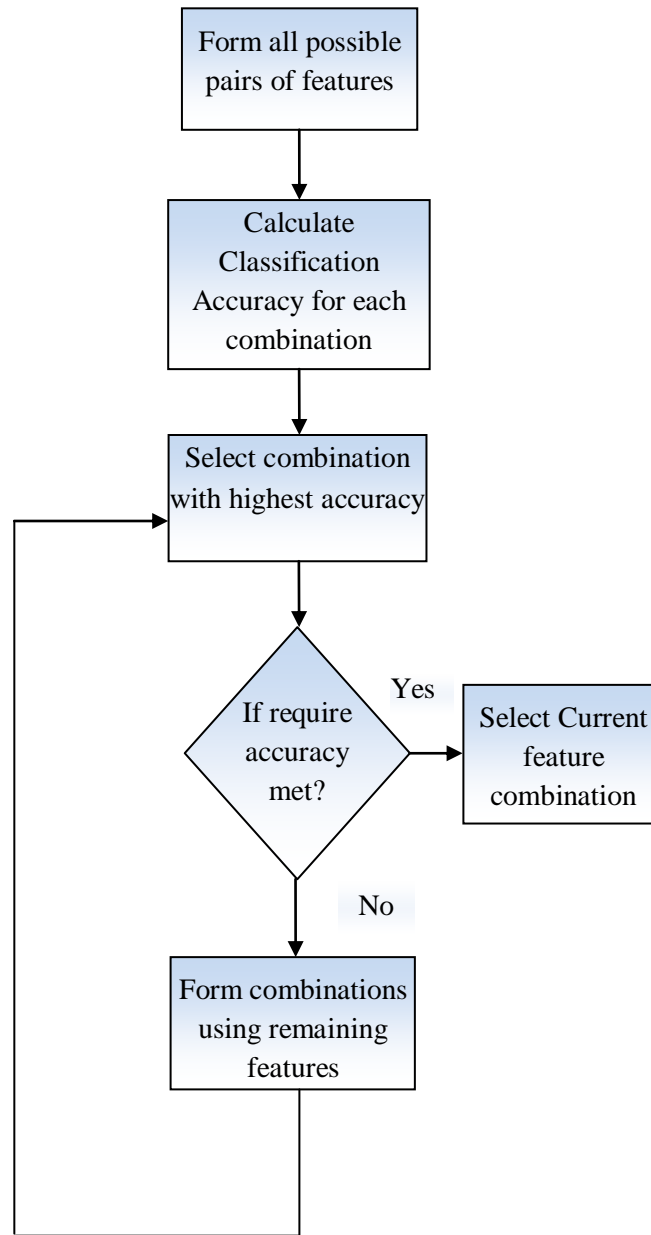 Form all possible
pairs of features
Calculate
Classification
Accuracy for each
combination
Select combination
with highest accuracy
If require
accuracy
met?
Yes
Select Current
feature
combination
No
Form combinations
using remaining
features